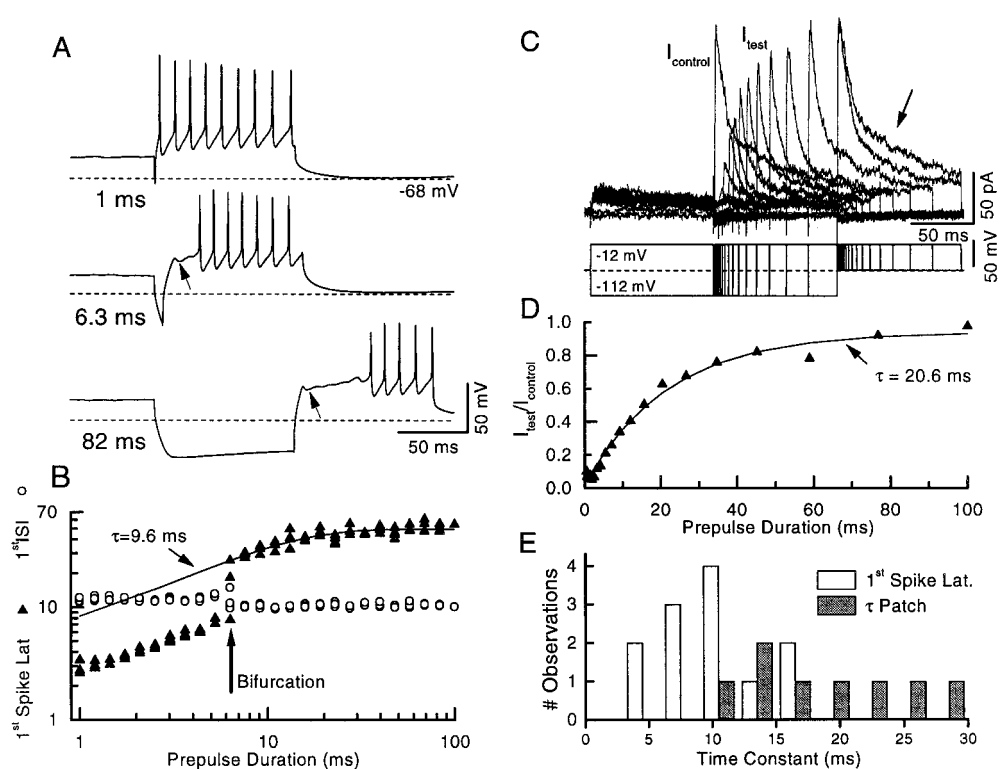 A
1 ms
-68 mV
6.3 ms
82 ms
50 mV
50 ms
B
1st Spike Lat ▲ 1st ISI ○
70
10
1
τ=9.6 ms
Bifurcation
1 10 100
Prepulse Duration (ms)
C
Icontrol
Itest
50 pA
50 ms
-12 mV
-112 mV
50 mV
D
Itest/Icontrol
1.0
0.8
0.6
0.4
0.2
0.0
τ = 20.6 ms
0 20 40 60 80 100
Prepulse Duration (ms)
E
# Observations
4
3
2
1
0
1st Spike Lat.
τ Patch
0 5 10 15 20 25 30
Time Constant (ms)